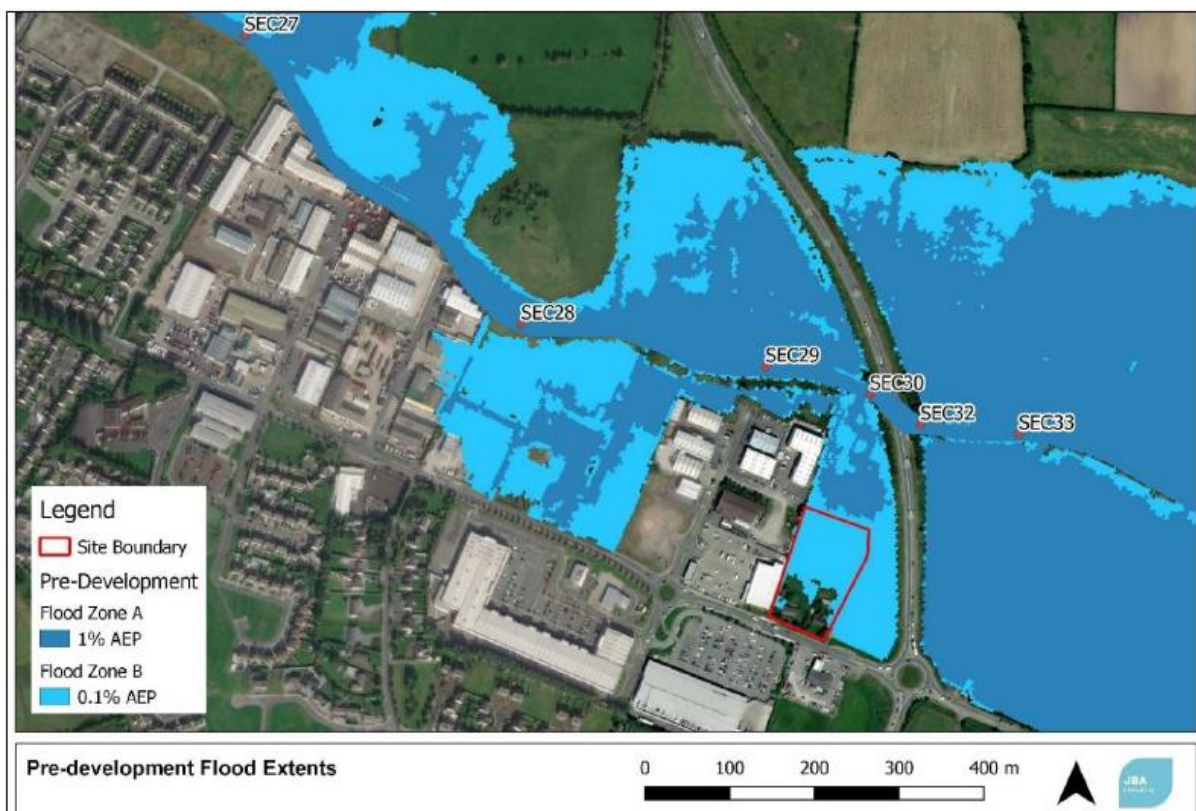 SEC27
SEC28
SEC29
SEC30
SEC32
SEC33
Legend
Site Boundary
Pre-Development
Flood Zone A
1% AEP
Flood Zone B
0.1% AEP
Pre-development Flood Extents
0 100 200 300 400 m
JBA